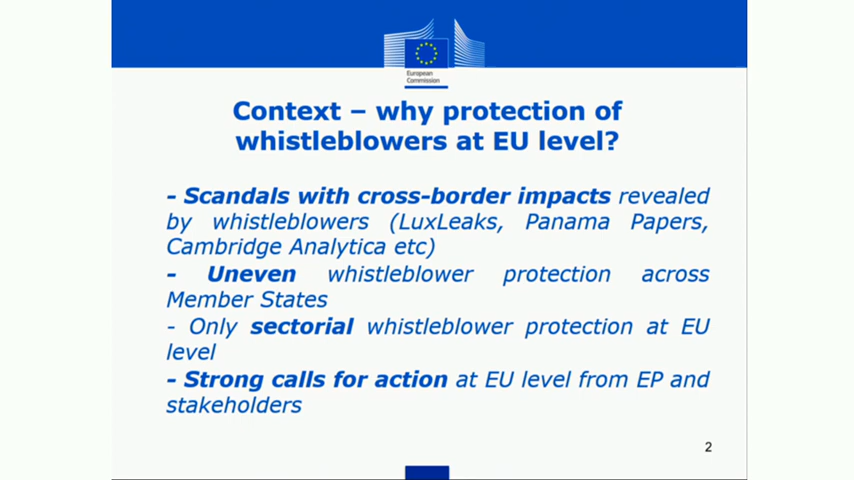 European
Commission
Context – why protection of
whistleblowers at EU level?
- Scandals with cross-border impacts revealed
by whistleblowers (LuxLeaks, Panama Papers,
Cambridge Analytica etc)
- Uneven whistleblower protection across
Member States
- Only sectorial whistleblower protection at EU
level
- Strong calls for action at EU level from EP and
stakeholders
2